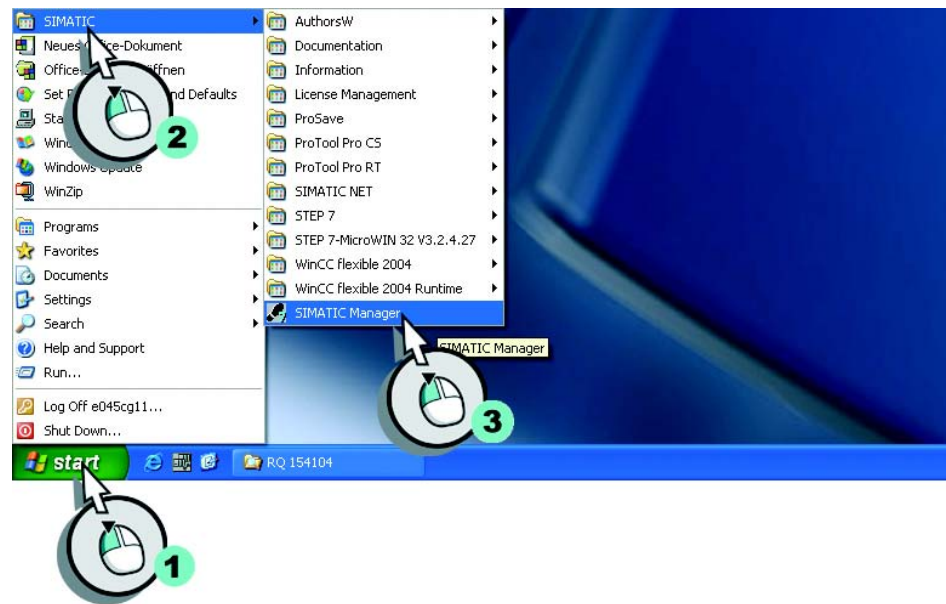 SIMATIC
Neues
ice-Dokument
Office-
ffnen
Set
nd Defaults
Sta
Win
Windows Update
WinZip
Programs
Favorites
Documents
Settings
Search
Help and Support
Run...
Log Off e045cg11...
Shut Down...
AuthorsW
Documentation
Information
License Management
ProSave
ProTool Pro CS
ProTool Pro RT
SIMATIC NET
STEP 7
STEP 7-MicroWIN 32 V3.2.4.27
WinCC flexible 2004
WinCC flexible 2004 Runtime
SIMATIC Manager
SIMATIC Manager
2
3
start
RQ 154104
1